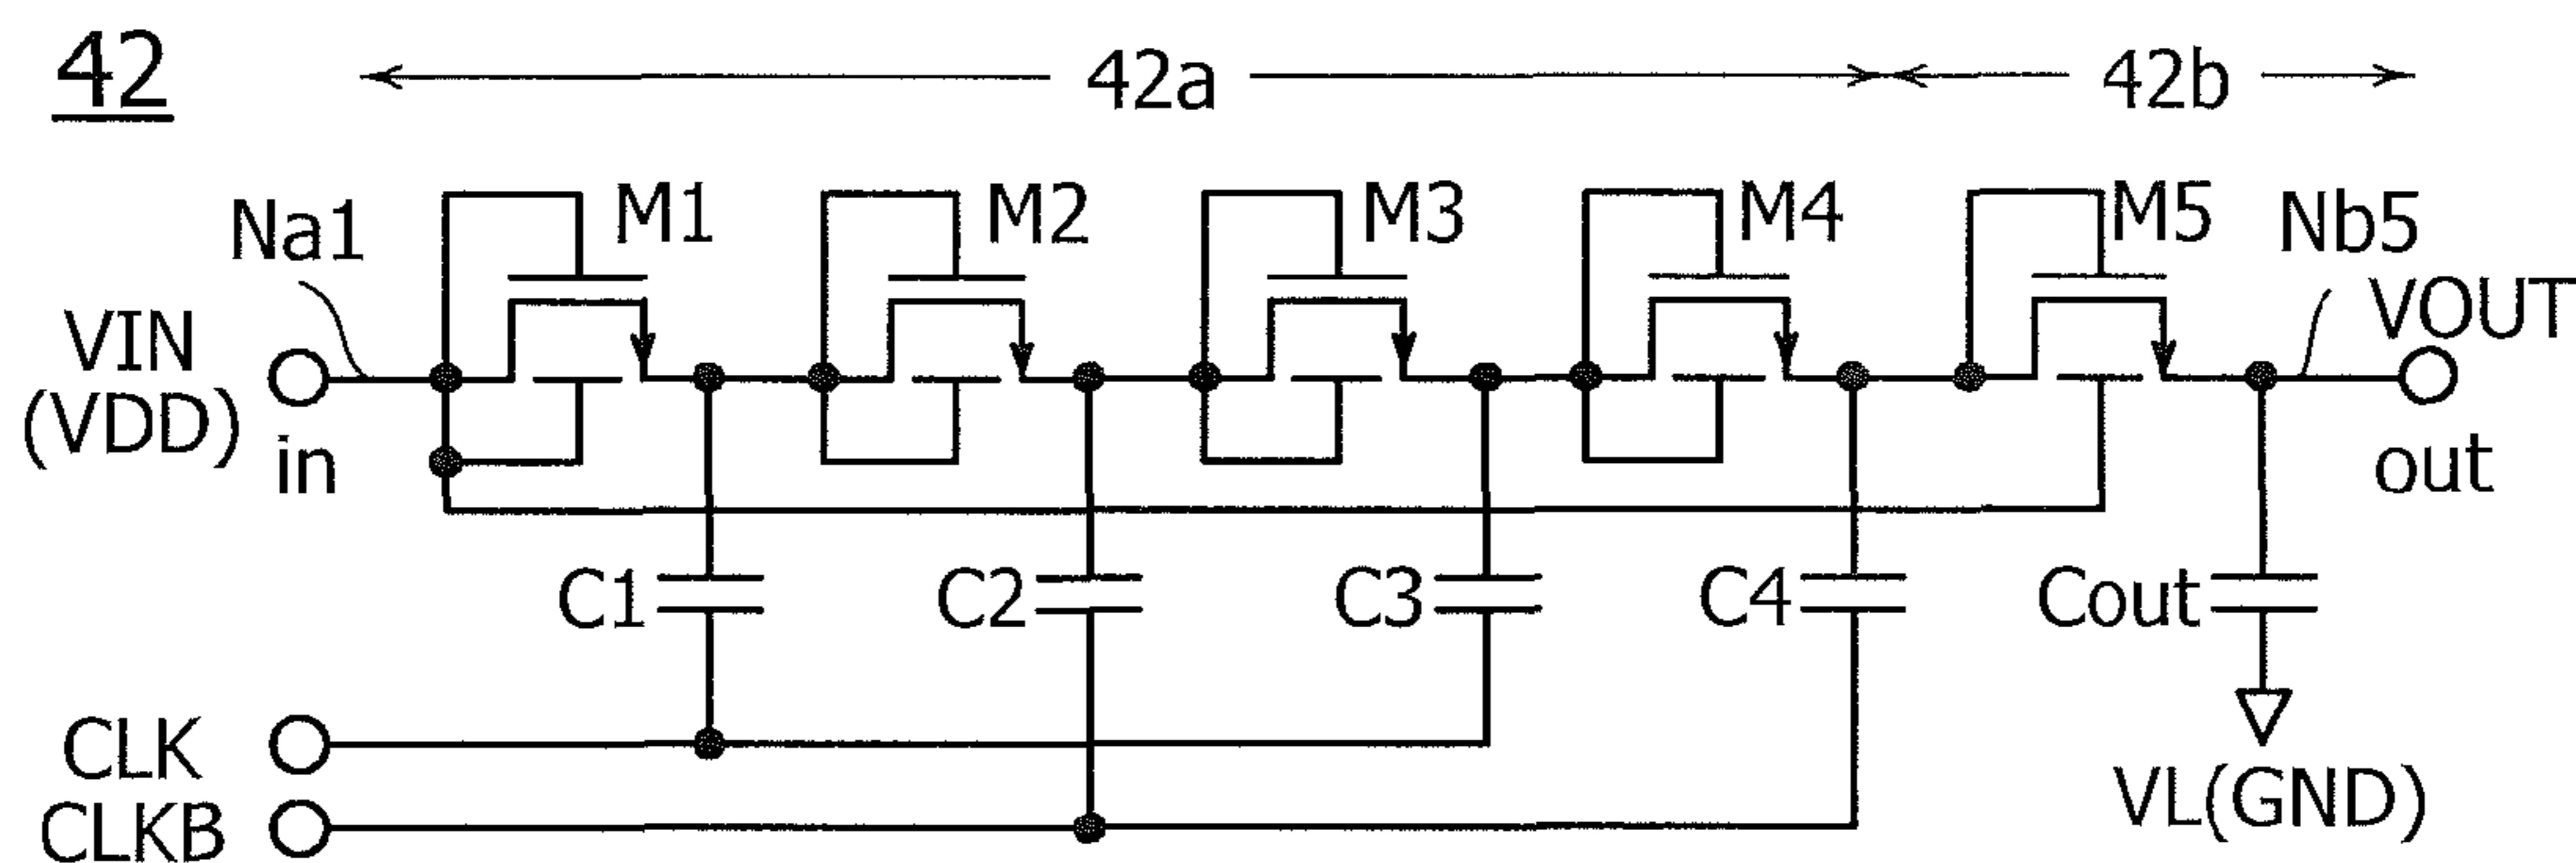 42
42a
42b
Na1
M1
M2
M3
M4
M5
Nb5
VIN
(VDD)
in
VOUT
out
C1
C2
C3
C4
Cout
CLK
CLKB
VL(GND)